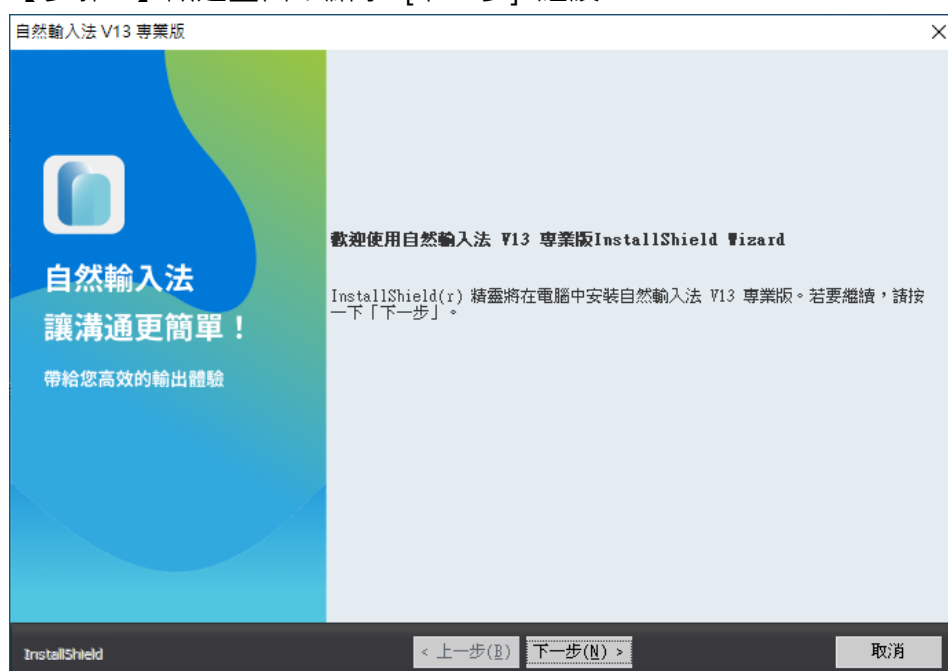 自然輸入法 V13 專業版
自然輸入法
讓溝通更簡單！
帶給您高效的輸出體驗
歡迎使用自然輸入法 V13 專業版InstallShield Wizard
InstallShield(r) 精靈將在電腦中安裝自然輸入法 V13 專業版。若要繼續，請按
一下「下一步」。
InstallShield
< 上一步(B)
下一步(N) >
取消